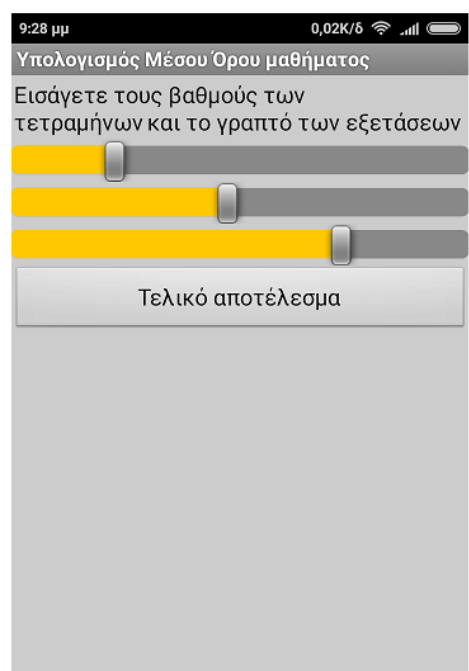 9:28 μμ 0,02K/δ
Υπολογισμός Μέσου Όρου μαθήματος
Εισάγετε τους βαθμούς των
τετραμήνων και το γραπτό των εξετάσεων
Τελικό αποτέλεσμα